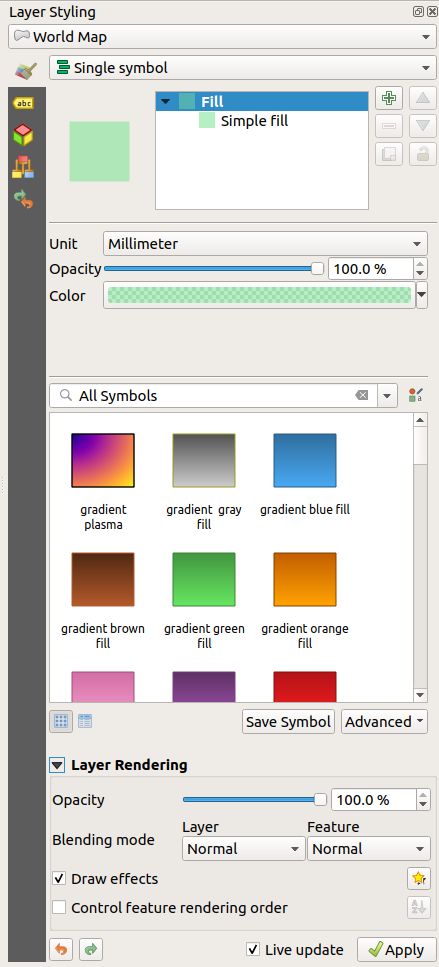 Layer Styling
World Map
Single symbol
abc
Fill
Simple fill
Unit Millimeter
Opacity 100.0 %
Color
All Symbols
gradient plasma
gradient gray fill
gradient blue fill
gradient brown fill
gradient green fill
gradient orange fill
Save Symbol Advanced
Layer Rendering
Opacity 100.0 %
Layer Feature
Blending mode Normal Normal
Draw effects
Control feature rendering order
Live update Apply